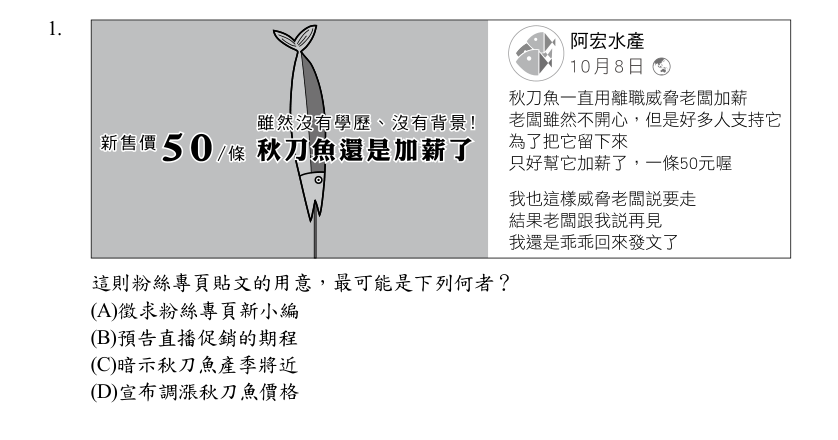 1.
雖然沒有學歷、沒有背景!
新售價50/條 秋刀魚還是加薪了
阿宏水產
10月8日
秋刀魚一直用離職威脅老闆加薪
老闆雖然不開心,但是好多人支持它
為了把它留下來
只好幫它加薪了,一條50元喔
我也這樣威脅老闆説要走
結果老闆跟我説再見
我還是乖乖回來發文了
這則粉絲專頁貼文的用意,最可能是下列何者?
(A)徵求粉絲專頁新小編
(B)預告直播促銷的期程
(C)暗示秋刀魚產季將近
(D)宣布調漲秋刀魚價格